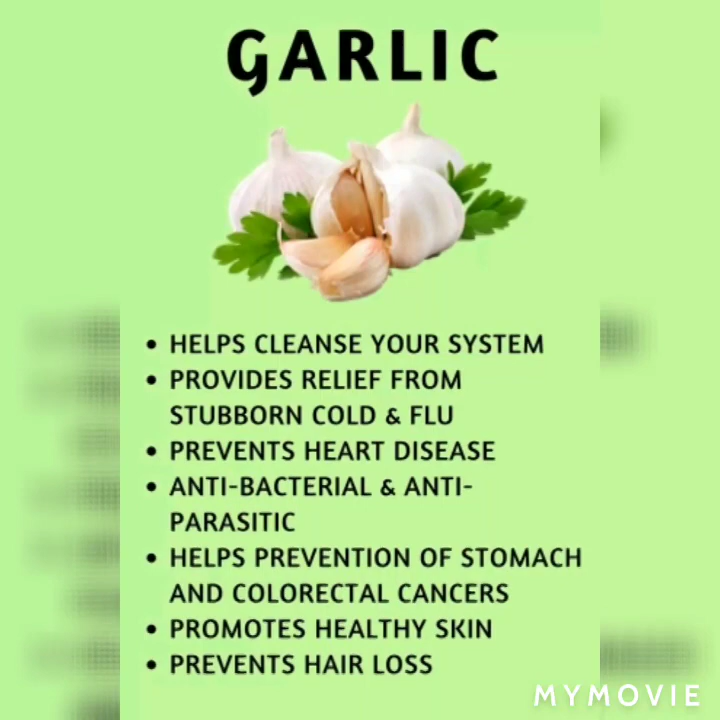 GARLIC
• HELPS CLEANSE YOUR SYSTEM
• PROVIDES RELIEF FROM
STUBBORN COLD & FLU
• PREVENTS HEART DISEASE
• ANTI-BACTERIAL & ANTI-
PARASITIC
• HELPS PREVENTION OF STOMACH
AND COLORECTAL CANCERS
• PROMOTES HEALTHY SKIN
• PREVENTS HAIR LOSS
MYMOVIE